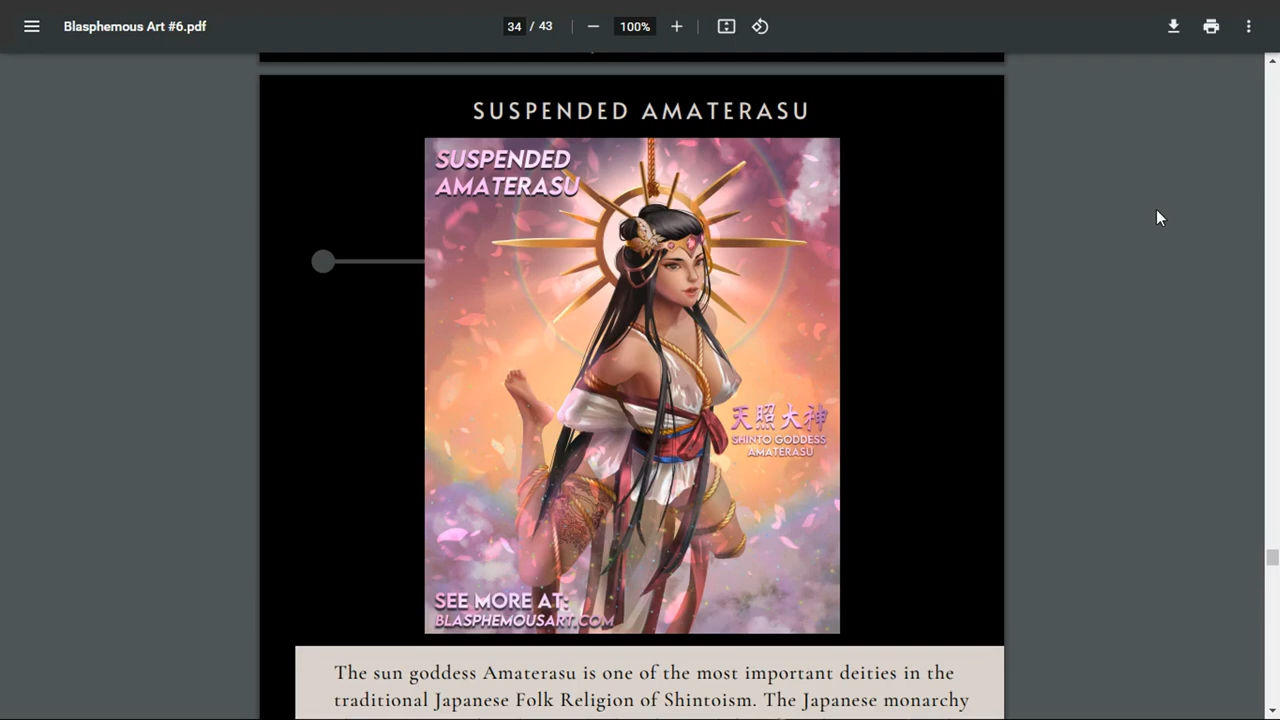 Blasphemous Art #6.pdf
34 / 43
100%
SUSPENDED AMATERASU
SUSPENDED
AMATERASU
天照大神
SHINTO GODDESS
AMATERASU
SEE MORE AT:
BLASPHEMOUSART.COM
The sun goddess Amaterasu is one of the most important deities in the
traditional Japanese Folk Religion of Shintoism. The Japanese monarchy